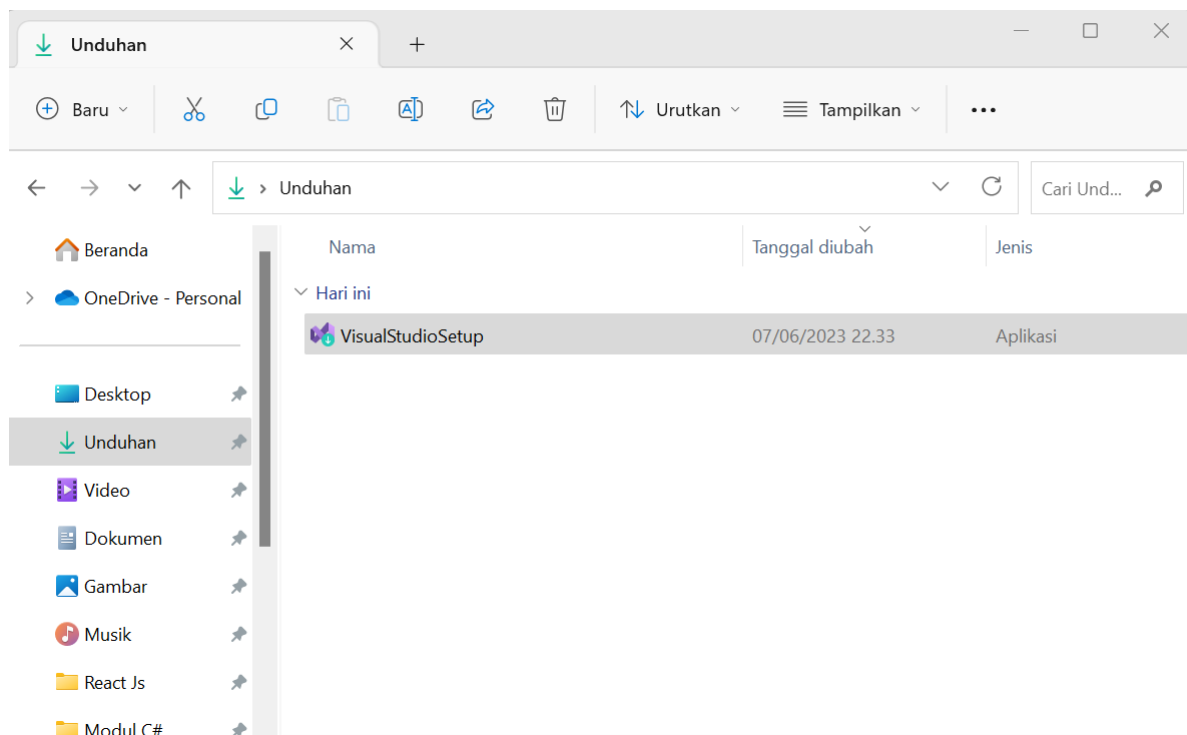 Unduhan
Baru
Urutkan
Tampilkan
Unduhan
Cari Und...
Beranda
OneDrive - Personal
Desktop
Unduhan
Video
Dokumen
Gambar
Musik
React Js
Modul C#
Nama Tanggal diubah Jenis
Hari ini
VisualStudioSetup 07/06/2023 22.33 Aplikasi